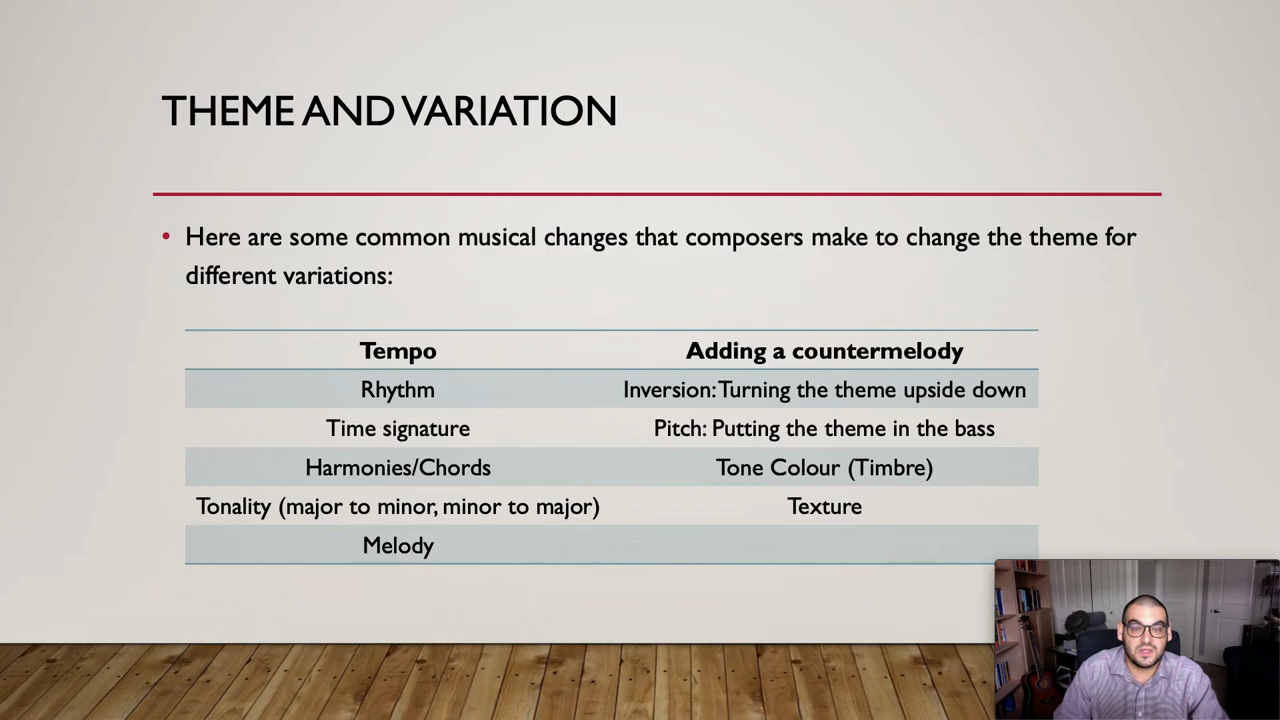 THEME AND VARIATION
• Here are some common musical changes that composers make to change the theme for
different variations:
Tempo Adding a countermelody
Rhythm Inversion: Turning the theme upside down
Time signature Pitch: Putting the theme in the bass
Harmonies/Chords Tone Colour (Timbre)
Tonality (major to minor, minor to major) Texture
Melody